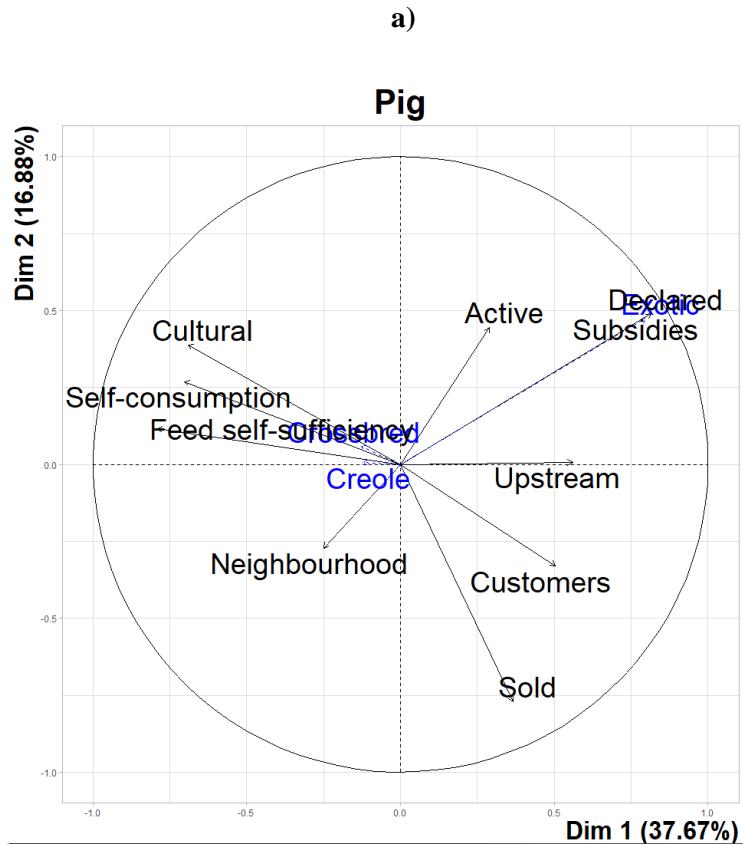 a)
Pig
Dim 2 (16.88%)
1.0
0.5
0.0
-0.5
-1.0
Declared
Exotic
Active
Subsidies
Cultural
Self-consumption
Feed self-sufficiency
Crossbred
Creole
Upstream
Neighbourhood
Customers
Sold
-1.0 -0.5 0.0 0.5 1.0
Dim 1 (37.67%)